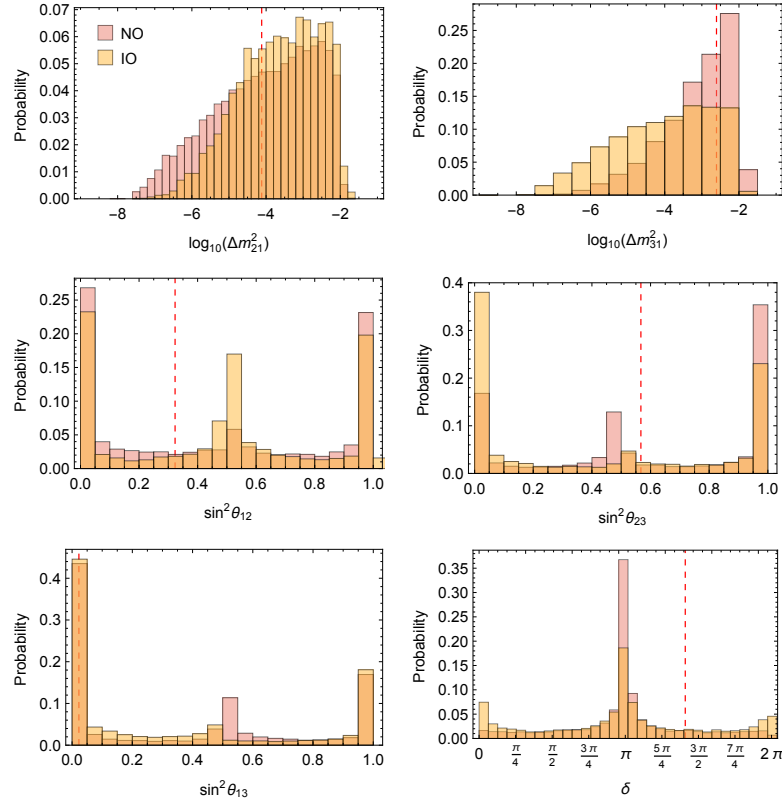 NO
IO
Probability
0.07
0.06
0.05
0.04
0.03
0.02
0.01
0.00
-8 -6 -4 -2
log10(Δm²21)
Probability
0.25
0.20
0.15
0.10
0.05
0.00
-8 -6 -4 -2
log10(Δm²31)
Probability
0.25
0.20
0.15
0.10
0.05
0.00
0.0 0.2 0.4 0.6 0.8 1.0
sin²θ12
Probability
0.4
0.3
0.2
0.1
0.0
0.0 0.2 0.4 0.6 0.8 1.0
sin²θ23
Probability
0.4
0.2
0.0
0.0 0.2 0.4 0.6 0.8 1.0
sin²θ13
Probability
0.35
0.30
0.25
0.20
0.15
0.10
0.05
0.00
0 π/4 π/2 3π/4 π 5π/4 3π/2 7π/4 2π
δ